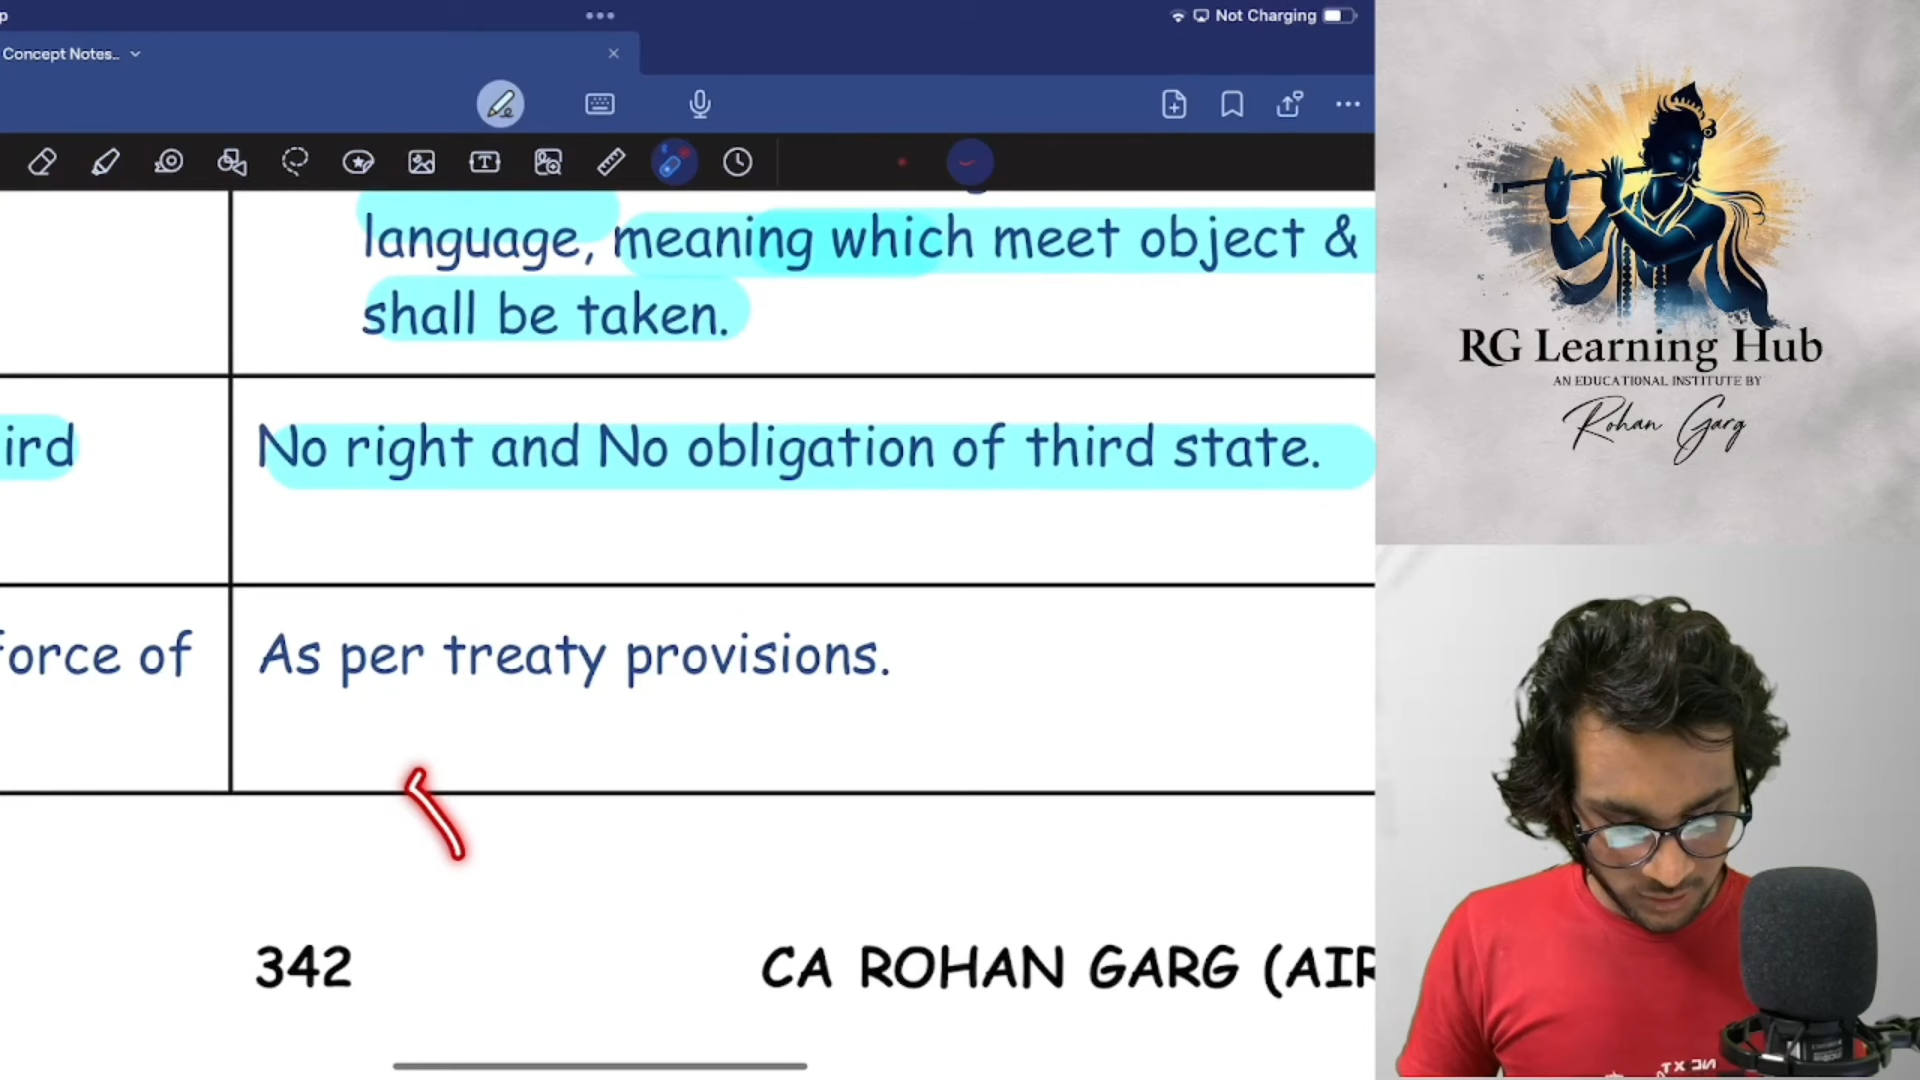 Not Charging
Concept Notes..
language, meaning which meet object &
shall be taken.
ird
No right and No obligation of third state.
force of
As per treaty provisions.
342
CA ROHAN GARG (AIR
RG Learning Hub
AN EDUCATIONAL INSTITUTE BY
Rohan Garg